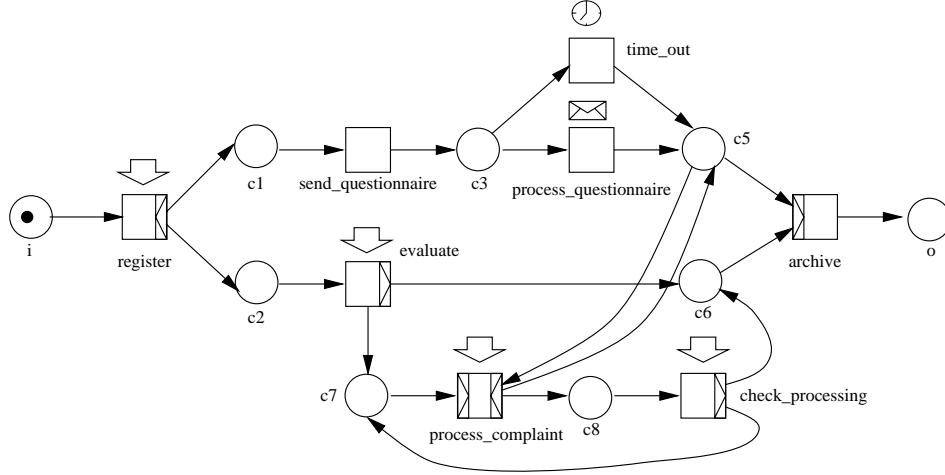 time_out
c1
send_questionnaire
c3
process_questionnaire
c5
i
register
evaluate
archive
o
c2
c6
c7
process_complaint
c8
check_processing